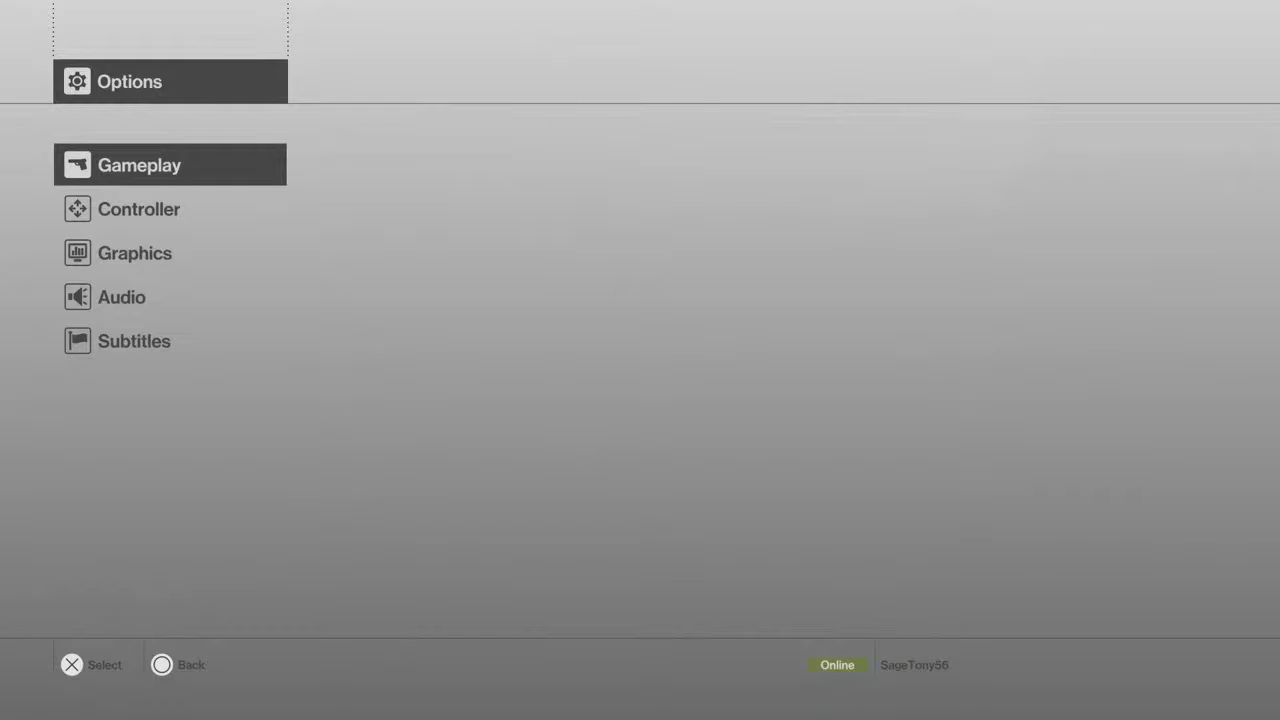 Options
Gameplay
Controller
Graphics
Audio
Subtitles
Select Back Online SageTony56